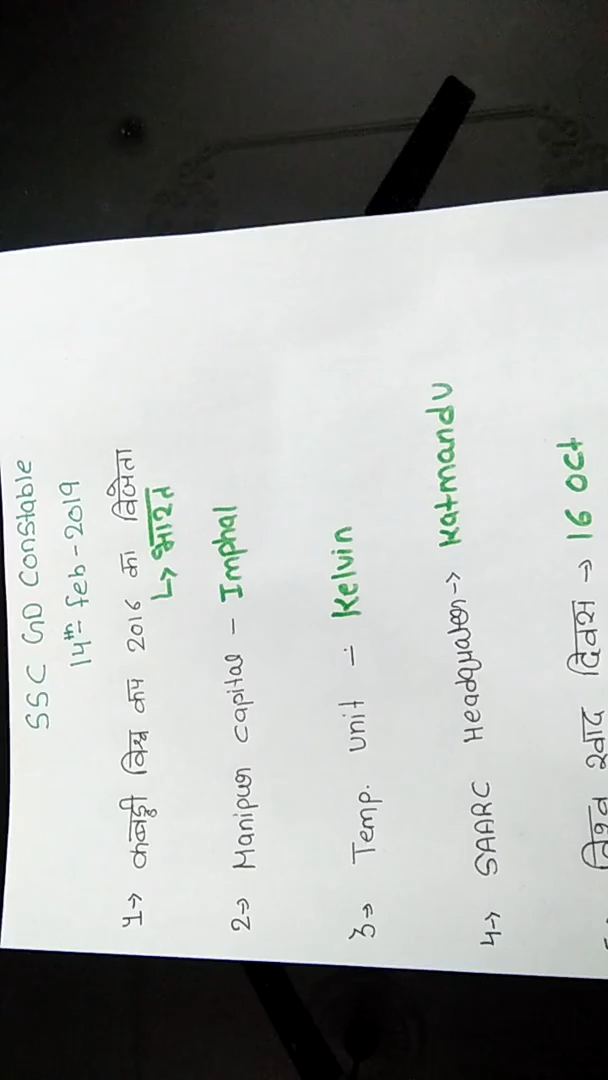 SSC GD Constable
14th feb - 2019
1→ कबड्डी विश्व कप 2016 का विजेता
↳ भारत
2→ Manipur capital - Imphal
3→ Temp. unit - Kelvin
4→ SAARC Headquater → Katmandu
विश्व खाद दिवस → 16 Oct